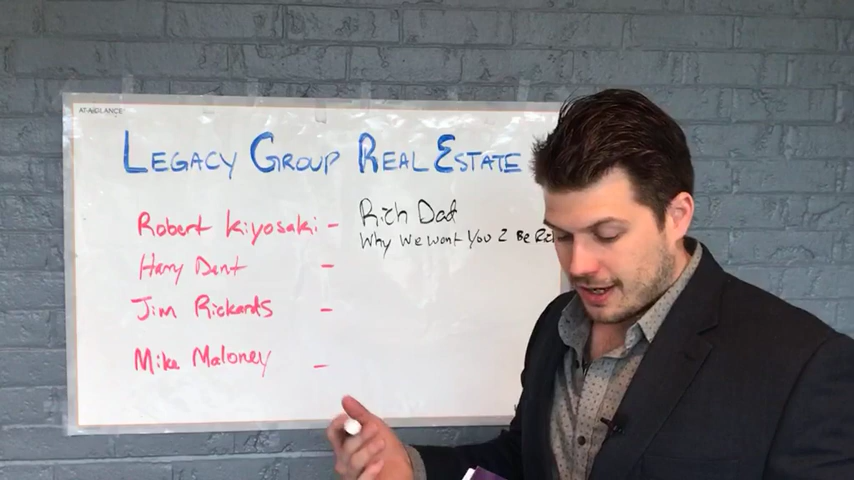 AT-A-GLANCE
LEGACY GROUP REAL ESTATE
Robert Kiyosaki - Rich Dad
Why We Want You 2 Be Ric
Harry Dent -
Jim Rickards -
Mike Maloney -